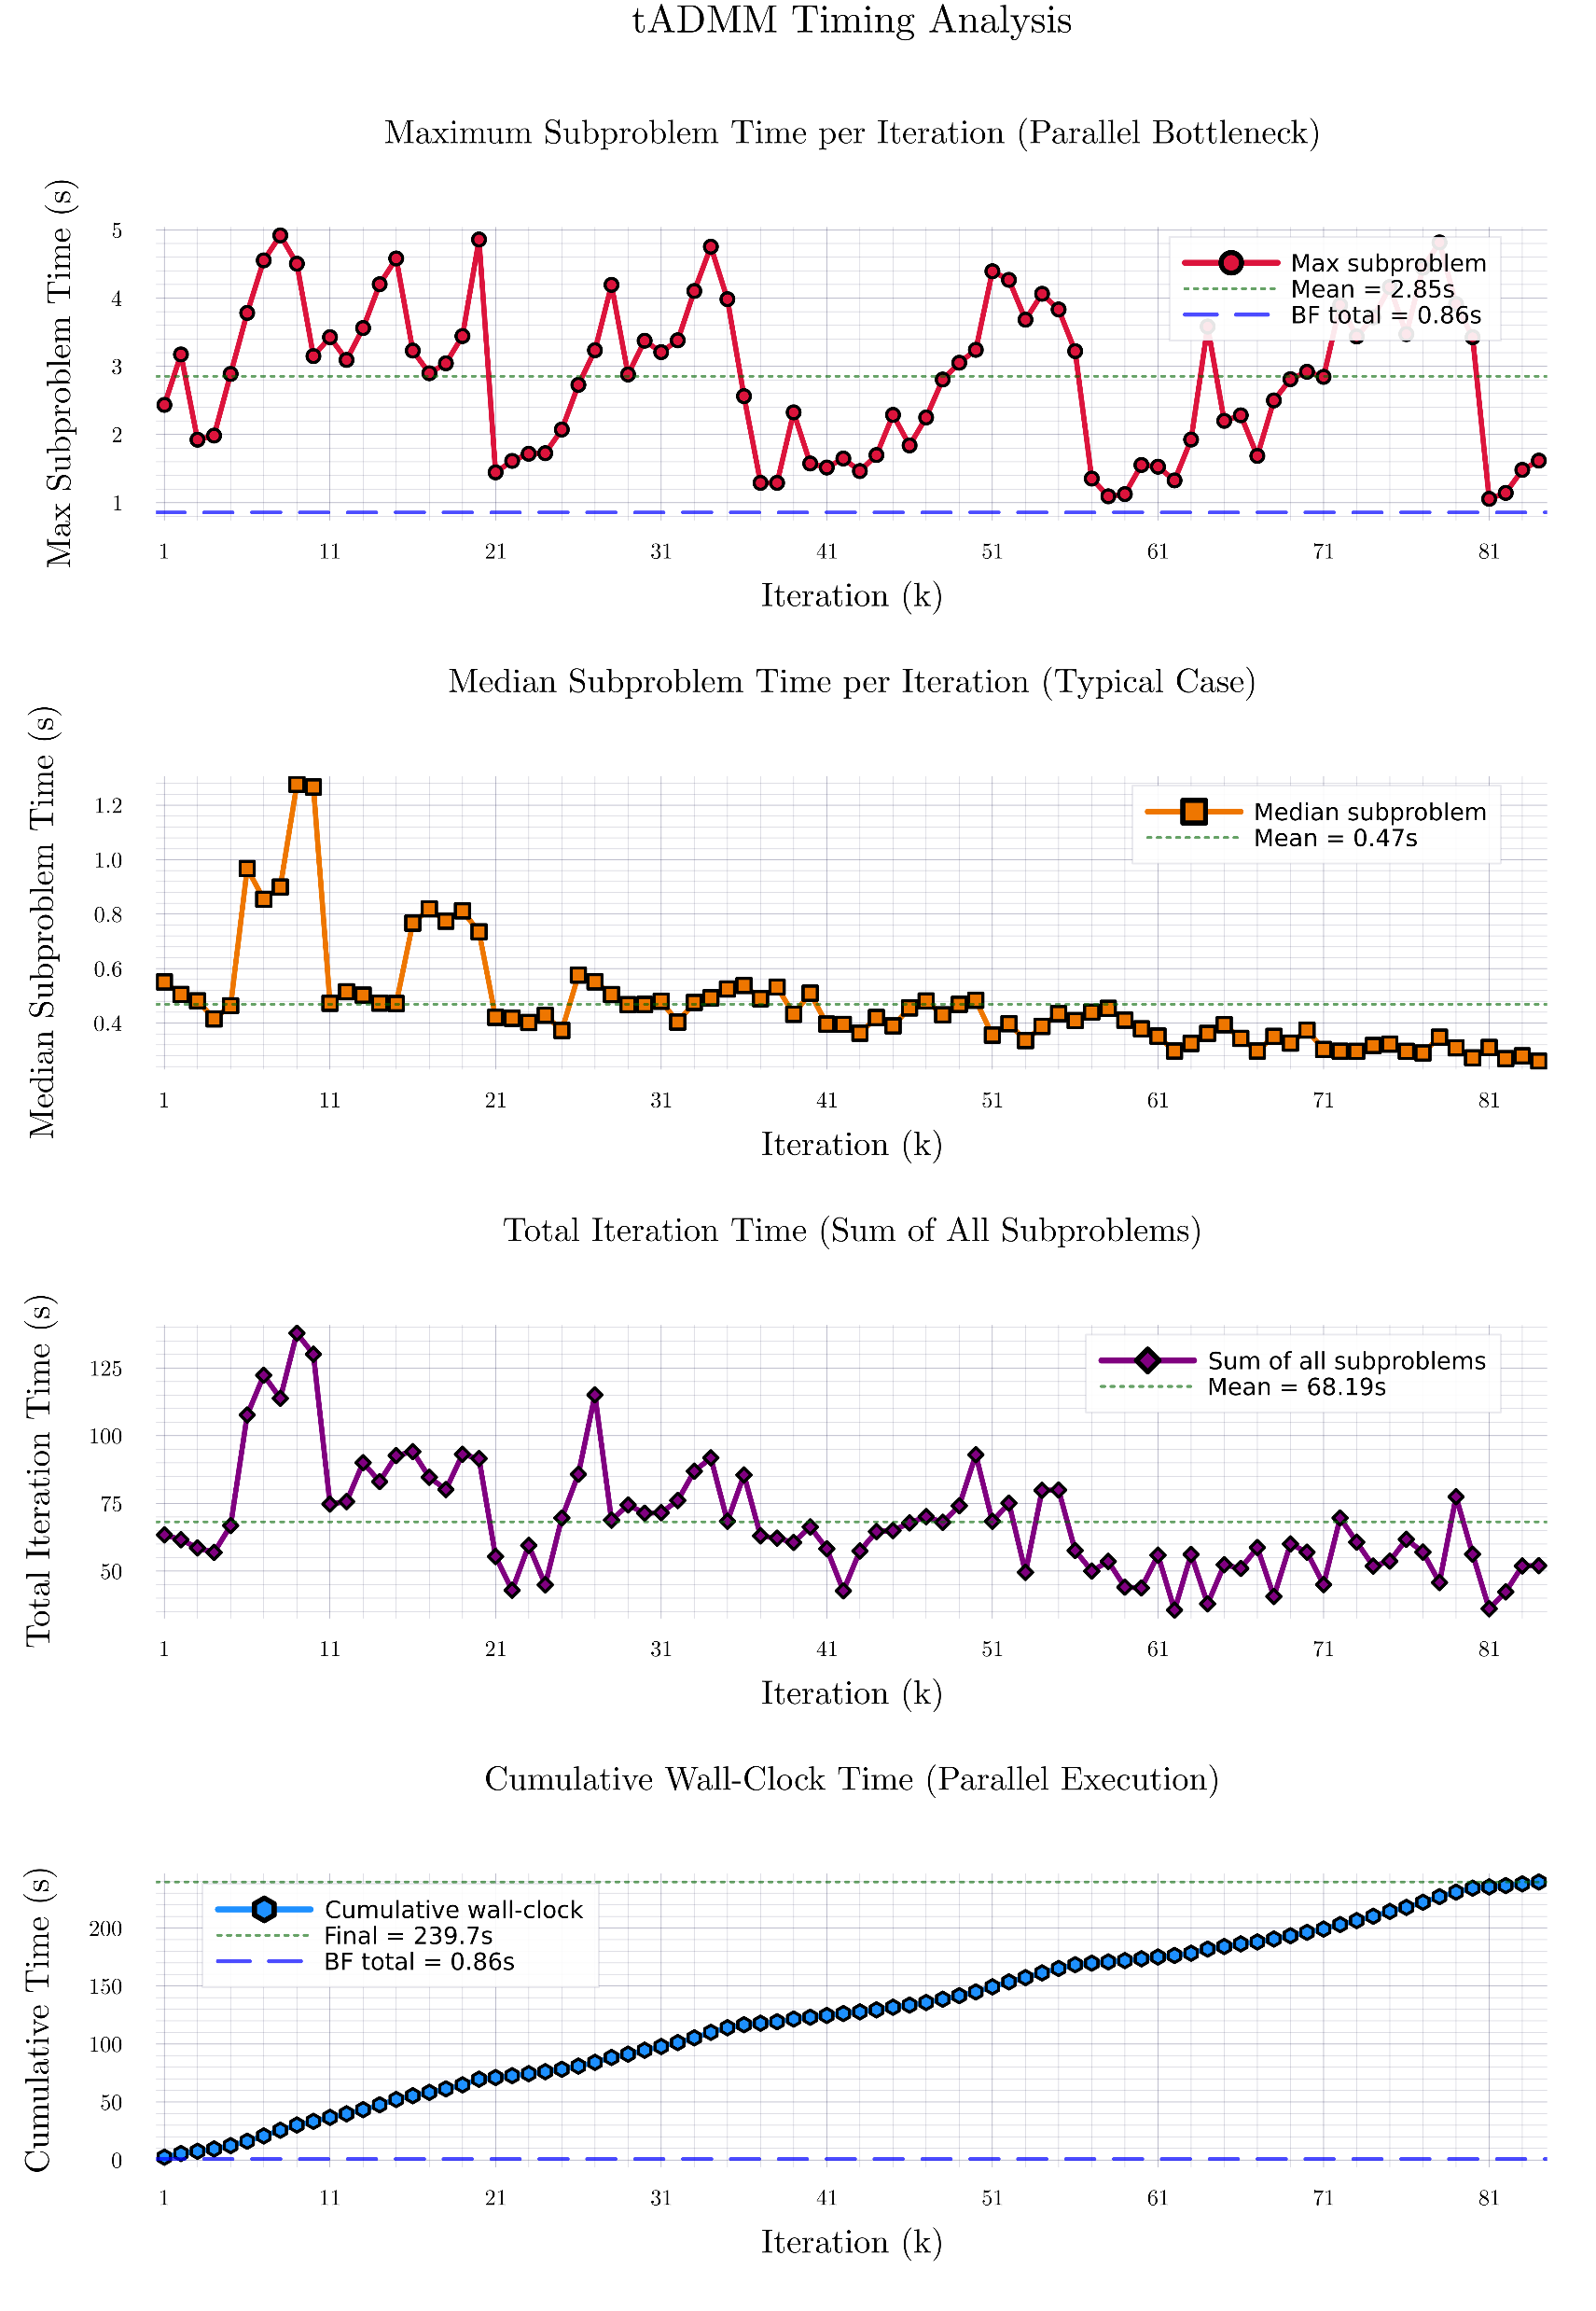 tADMM Timing Analysis
Maximum Subproblem Time per Iteration (Parallel Bottleneck)
Max Subproblem Time (s)
5
4
3
2
1
Max subproblem
Mean = 2.85s
BF total = 0.86s
1 11 21 31 41 51 61 71 81
Iteration (k)
Median Subproblem Time per Iteration (Typical Case)
Median Subproblem Time (s)
1.2
1.0
0.8
0.6
0.4
Median subproblem
Mean = 0.47s
1 11 21 31 41 51 61 71 81
Iteration (k)
Total Iteration Time (Sum of All Subproblems)
Total Iteration Time (s)
125
100
75
50
Sum of all subproblems
Mean = 68.19s
1 11 21 31 41 51 61 71 81
Iteration (k)
Cumulative Wall-Clock Time (Parallel Execution)
Cumulative Time (s)
200
150
100
50
0
Cumulative wall-clock
Final = 239.7s
BF total = 0.86s
1 11 21 31 41 51 61 71 81
Iteration (k)